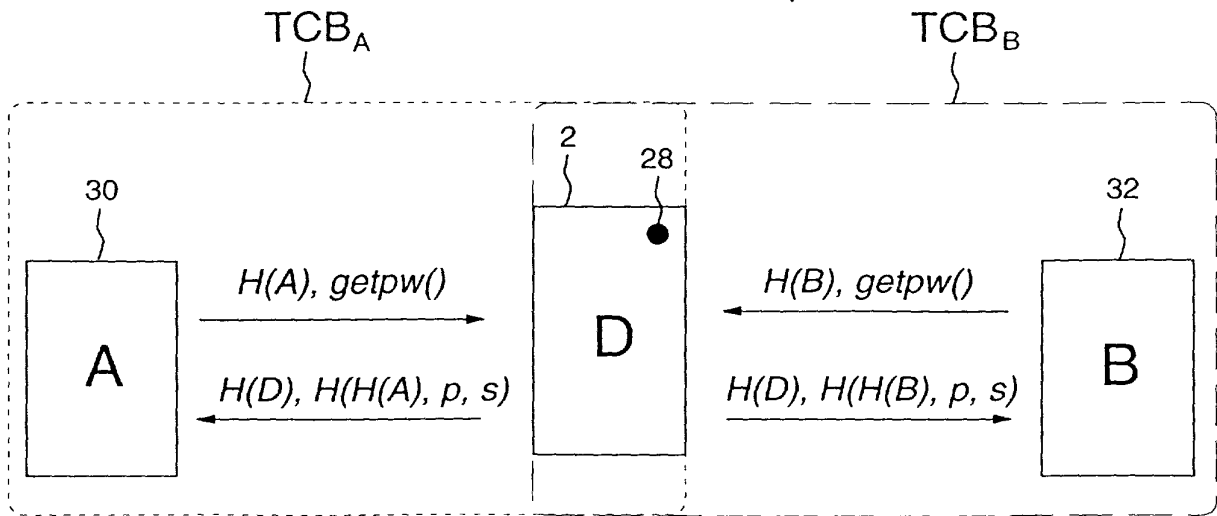 TCB_A TCB_B
2 28
30 32
H(A), getpw() H(B), getpw()
A D B
H(D), H(H(A), p, s) H(D), H(H(B), p, s)